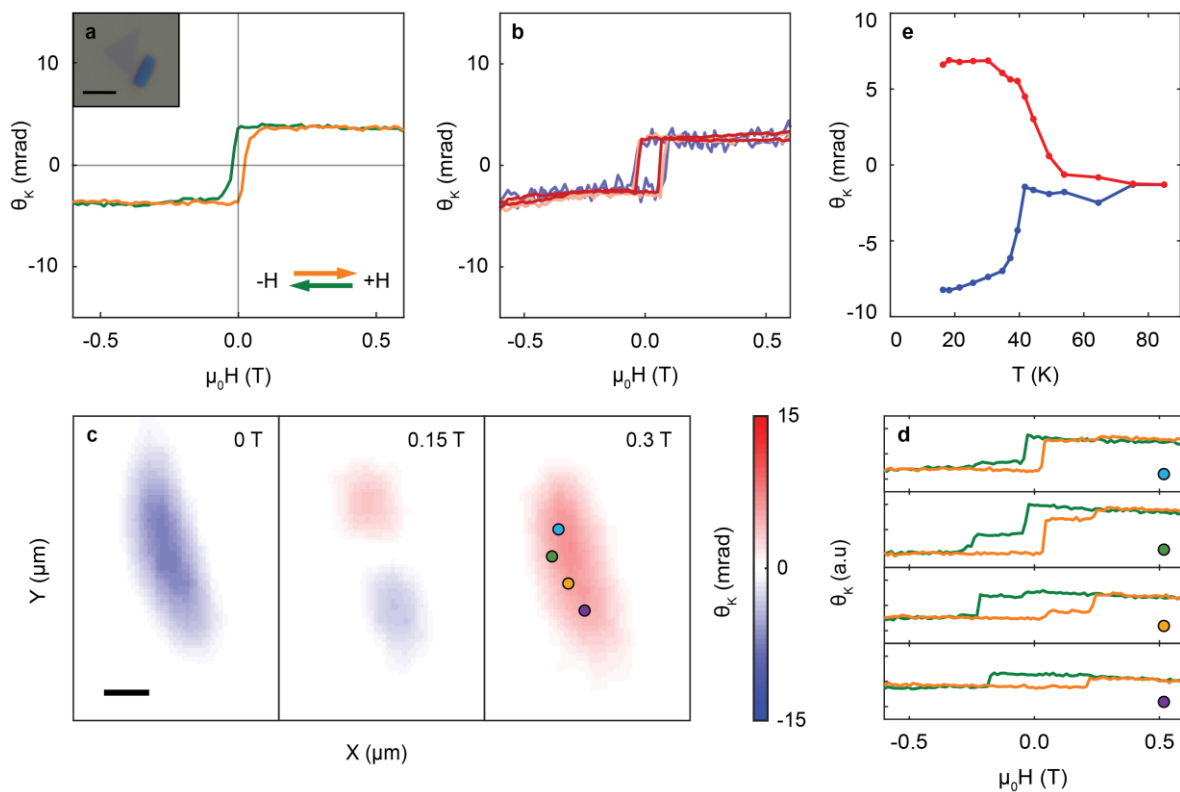 a
10
0
-10
θK (mrad)
-H +H
-0.5 0.0 0.5
μ0H (T)
b
10
0
-10
θK (mrad)
-0.5 0.0 0.5
μ0H (T)
e
10
5
0
-5
-10
θK (mrad)
0 20 40 60 80
T (K)
c
0 T
0.15 T
0.3 T
Y (μm)
X (μm)
15
0
-15
θK (mrad)
d
θK (a.u)
-0.5 0.0 0.5
μ0H (T)